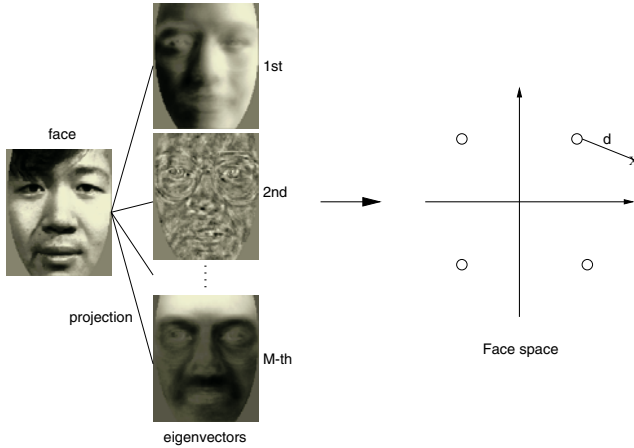 1st
face
d
2nd
projection
M-th
Face space
eigenvectors